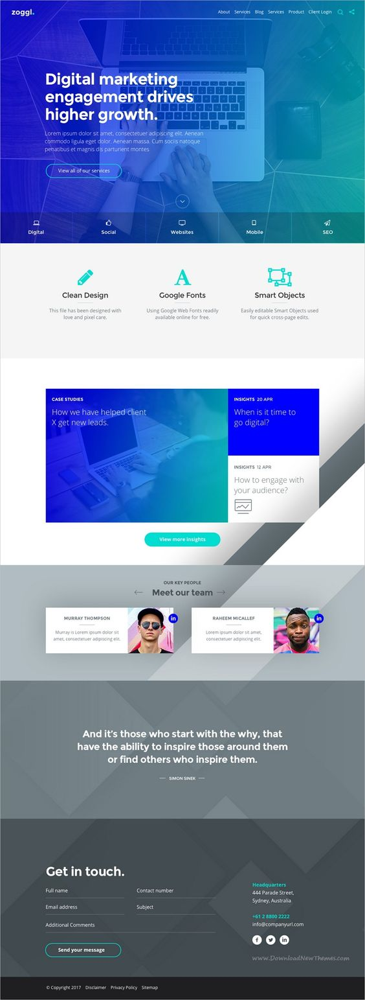 zoggl.
About Services Blog Services Product Client Login
Digital marketing
engagement drives
higher growth.
Lorem ipsum dolor sit amet, consectetuer adipiscing elit. Aenean
commodo ligula eget dolor. Aenean massa. Cum sociis natoque
penatibus et magnis dis parturient montes
View all of our services
Digital Social Websites Mobile SEO
A
Clean Design Google Fonts Smart Objects
This file has been designed with
love and pixel care.
Using Google Web Fonts readily
available online for free.
Easily editable Smart Objects used
for quick cross-page edits.
CASE STUDIES
How we have helped client
X get new leads.
INSIGHTS 20 APR
When is it time to
go digital?
INSIGHTS 12 APR
How to engage with
your audience?
View more insights
OUR KEY PEOPLE
Meet our team
MURRAY THOMPSON
Murray is Lorem ipsum dolor sit
amet, consectetuer adipiscing elit.
in
RAHEEM MICALLEF
Lorem ipsum dolor sit amet,
consectetuer adipiscing elit.
in
And it's those who start with the why, that
have the ability to inspire those around them
or find others who inspire them.
SIMON SINEK
Get in touch.
Full name Contact number
Email address Subject
Additional Comments
Send your message
Headquarters
444 Parade Street,
Sydney, Australia
+61 2 8800 2222
info@companyurl.com
f in
www.DownloadNewThemes.com
© Copyright 2017 Disclaimer Privacy Policy Sitemap